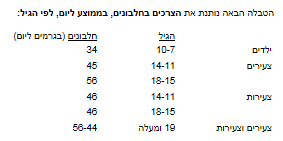 הטבלה הבאה נותנת את הצרכים בחלבונים, בממוצע ליום, לפי הגיל:
הגיל חלבונים (בגרמים ליום)
ילדים 10-7 34
צעירים 14-11 45
18-15 56
צעירות 14-11 46
18-15 46
צעירים וצעירות 19 ומעלה 56-44